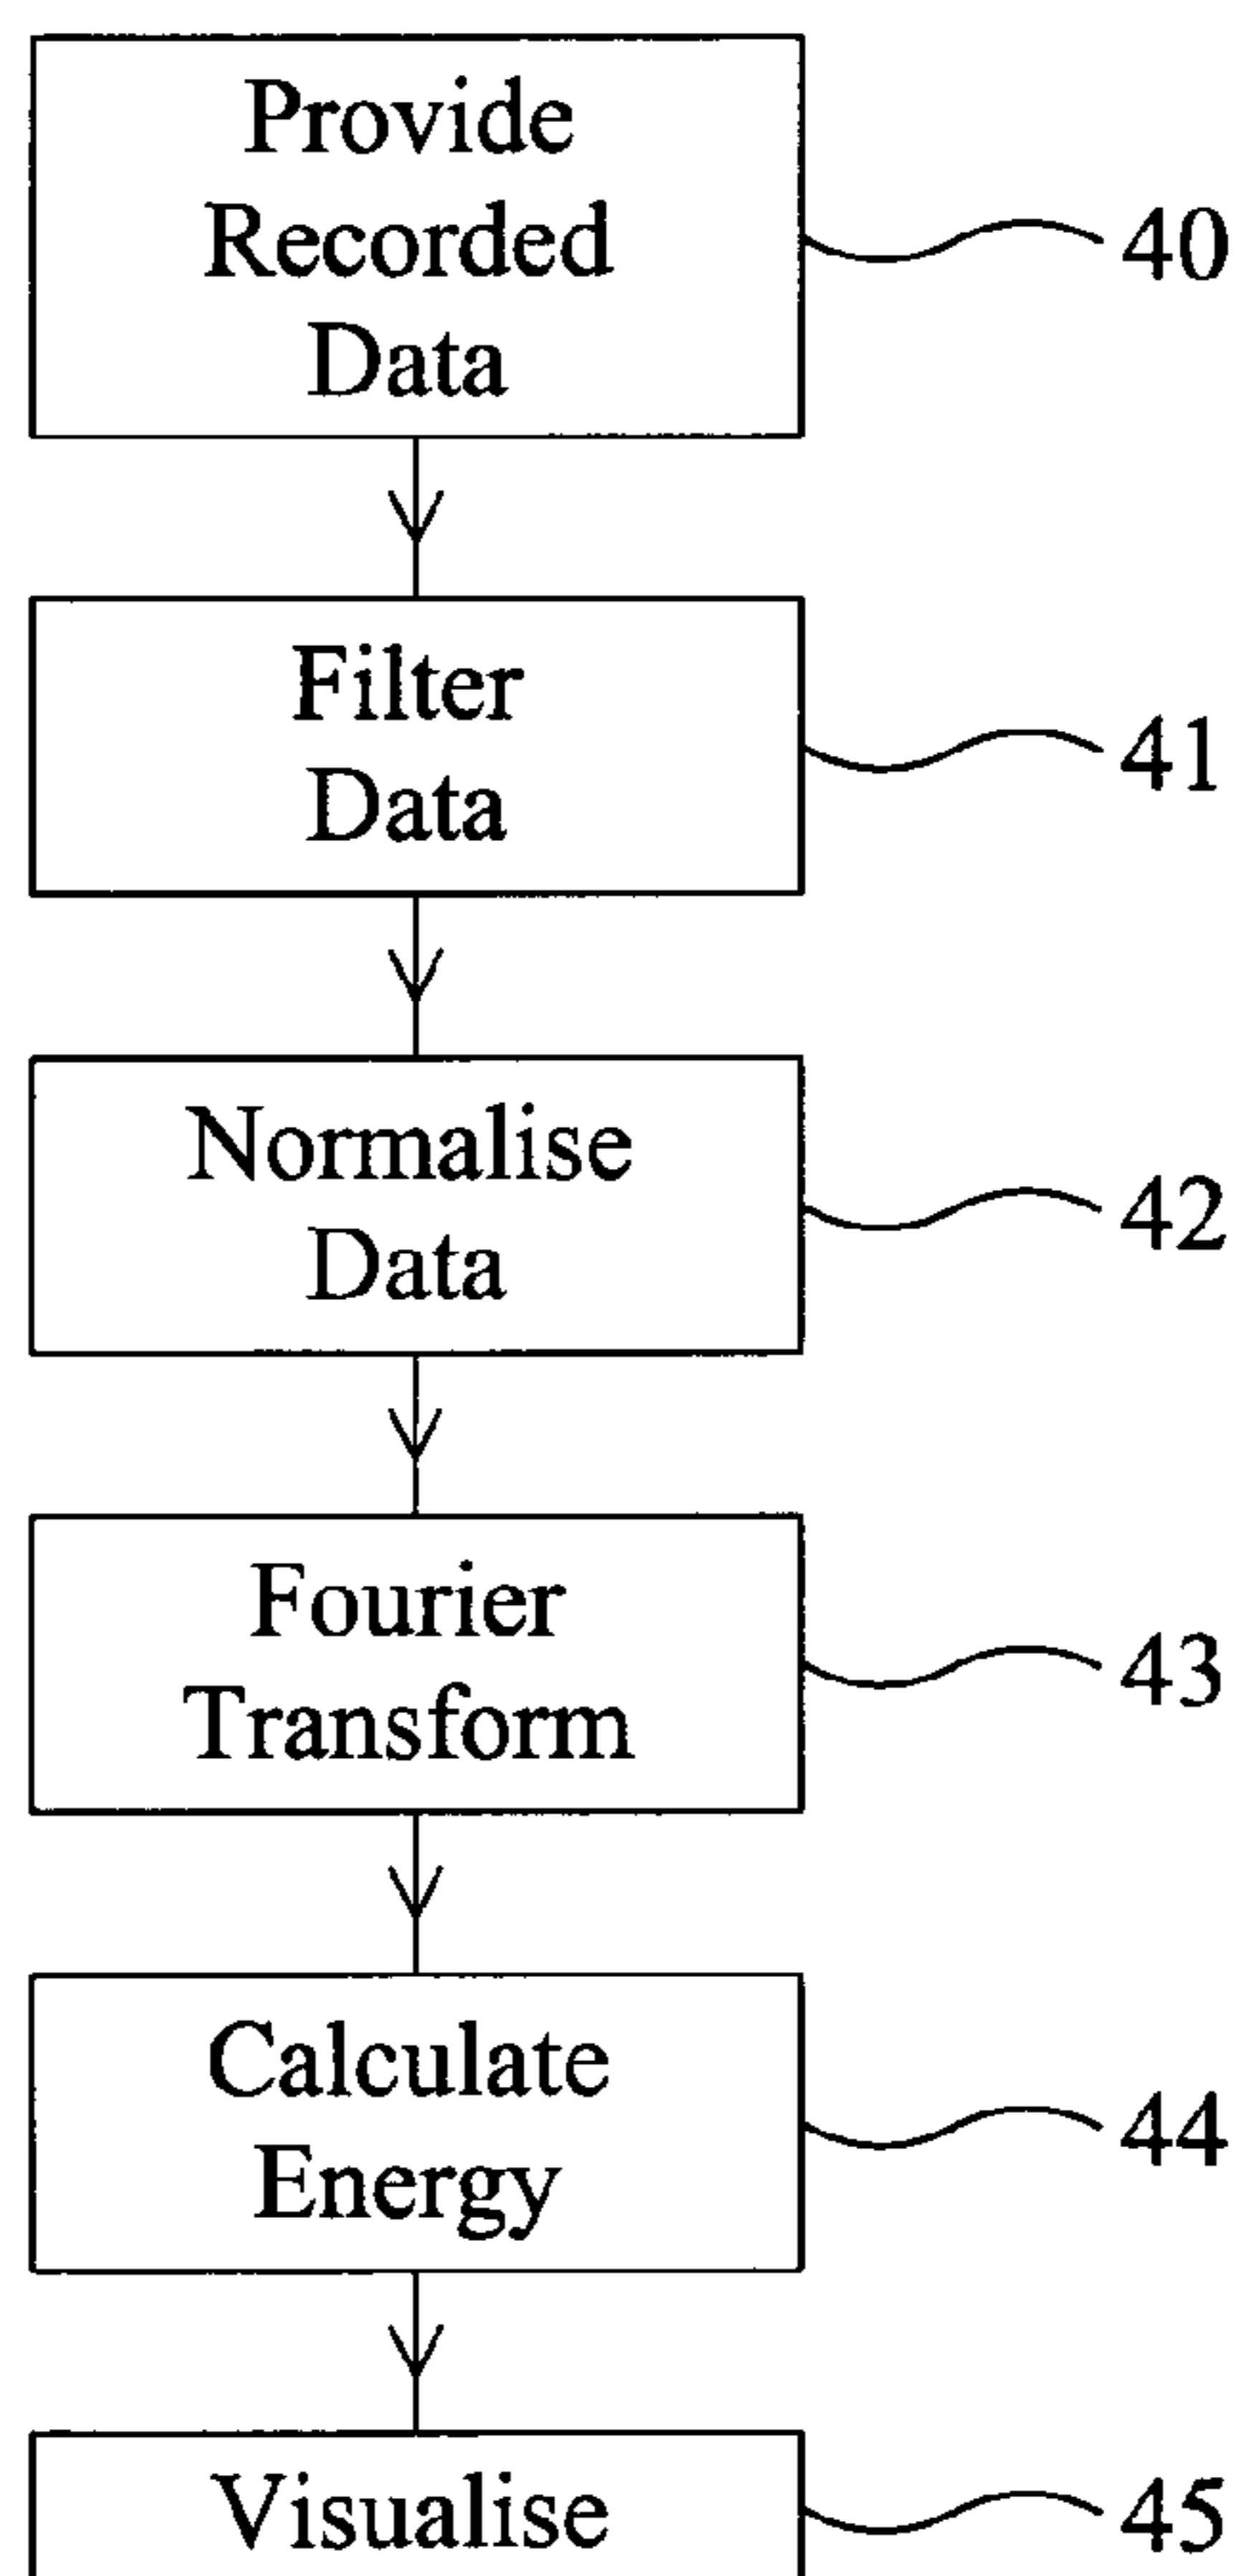 Provide
Recorded
Data
40
Filter
Data
41
Normalise
Data
42
Fourier
Transform
43
Calculate
Energy
44
Visualise
45